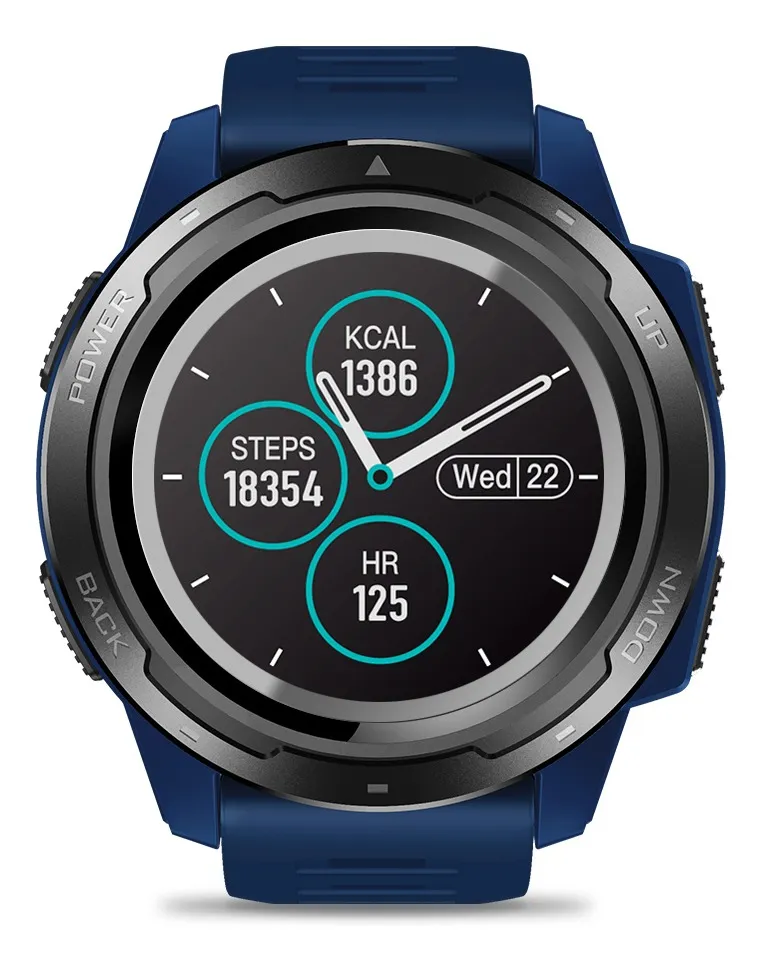 POWER
UP
KCAL
1386
STEPS
18354
Wed 22
HR
125
BACK
DOWN